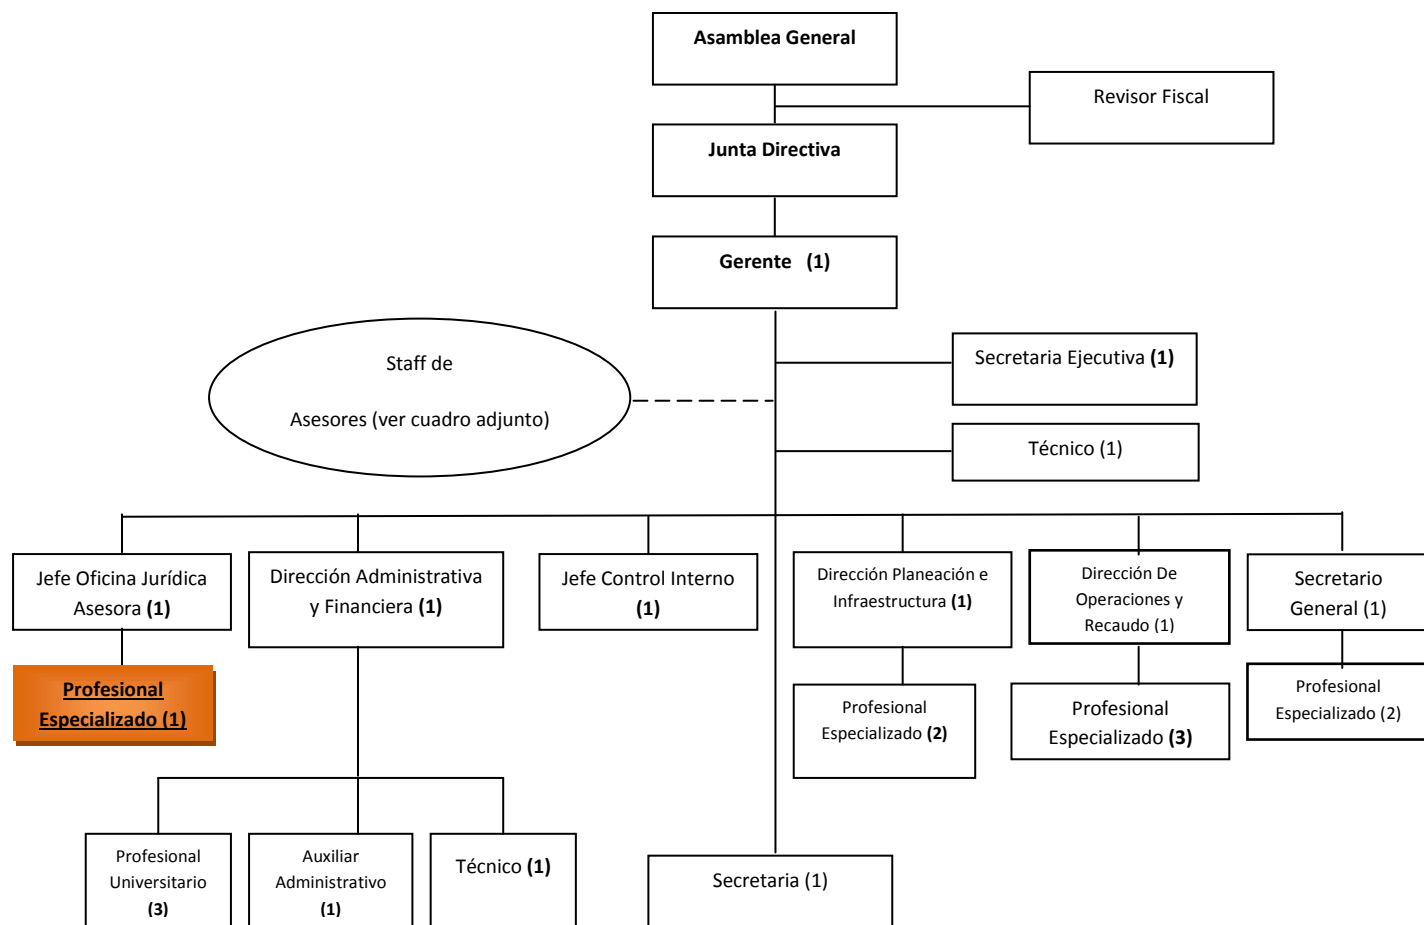 Asamblea General
Revisor Fiscal
Junta Directiva
Gerente (1)
Staff de
Asesores (ver cuadro adjunto)
Secretaria Ejecutiva (1)
Técnico (1)
Jefe Oficina Jurídica
Asesora (1)
Dirección Administrativa
y Financiera (1)
Jefe Control Interno
(1)
Dirección Planeación e
Infraestructura (1)
Dirección De
Operaciones y
Recaudo (1)
Secretario
General (1)
Profesional
Especializado (1)
Profesional
Especializado (2)
Profesional
Especializado (3)
Profesional
Especializado (2)
Profesional
Universitario
(3)
Auxiliar
Administrativo
(1)
Técnico (1)
Secretaria (1)